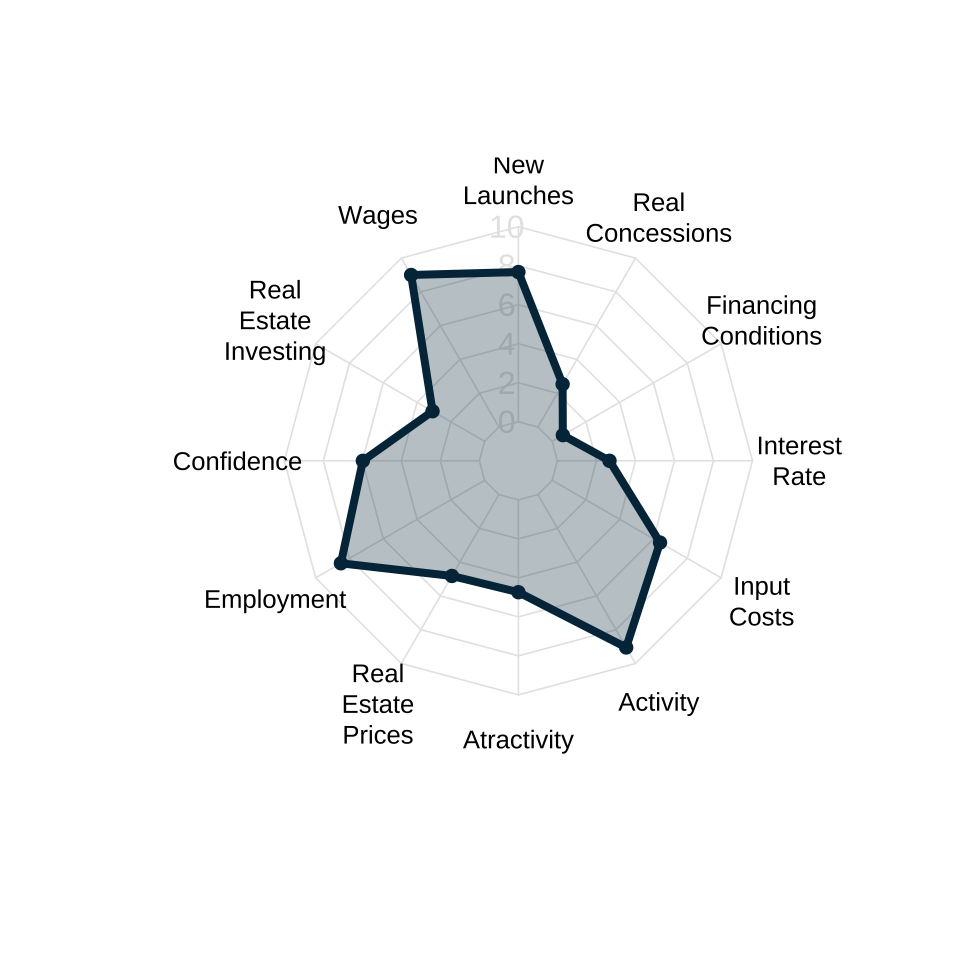 New
Launches
Real
Concessions
Financing
Conditions
Interest
Rate
Input
Costs
Activity
Atractivity
Real
Estate
Prices
Employment
Confidence
Real
Estate
Investing
Wages
10
8
6
4
2
0